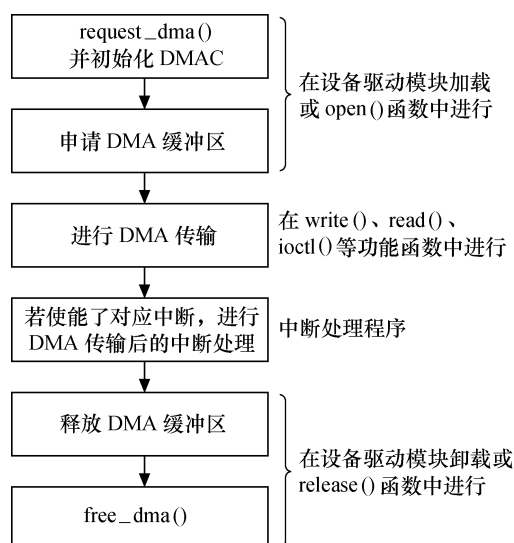 request_dma()
并初始化 DMAC
在设备驱动模块加载
或 open()函数中进行
申请 DMA 缓冲区
进行 DMA 传输
在 write()、read()、
ioctl()等功能函数中进行
若使能了对应中断，进行
DMA 传输后的中断处理
中断处理程序
释放 DMA 缓冲区
在设备驱动模块卸载或
release()函数中进行
free_dma()